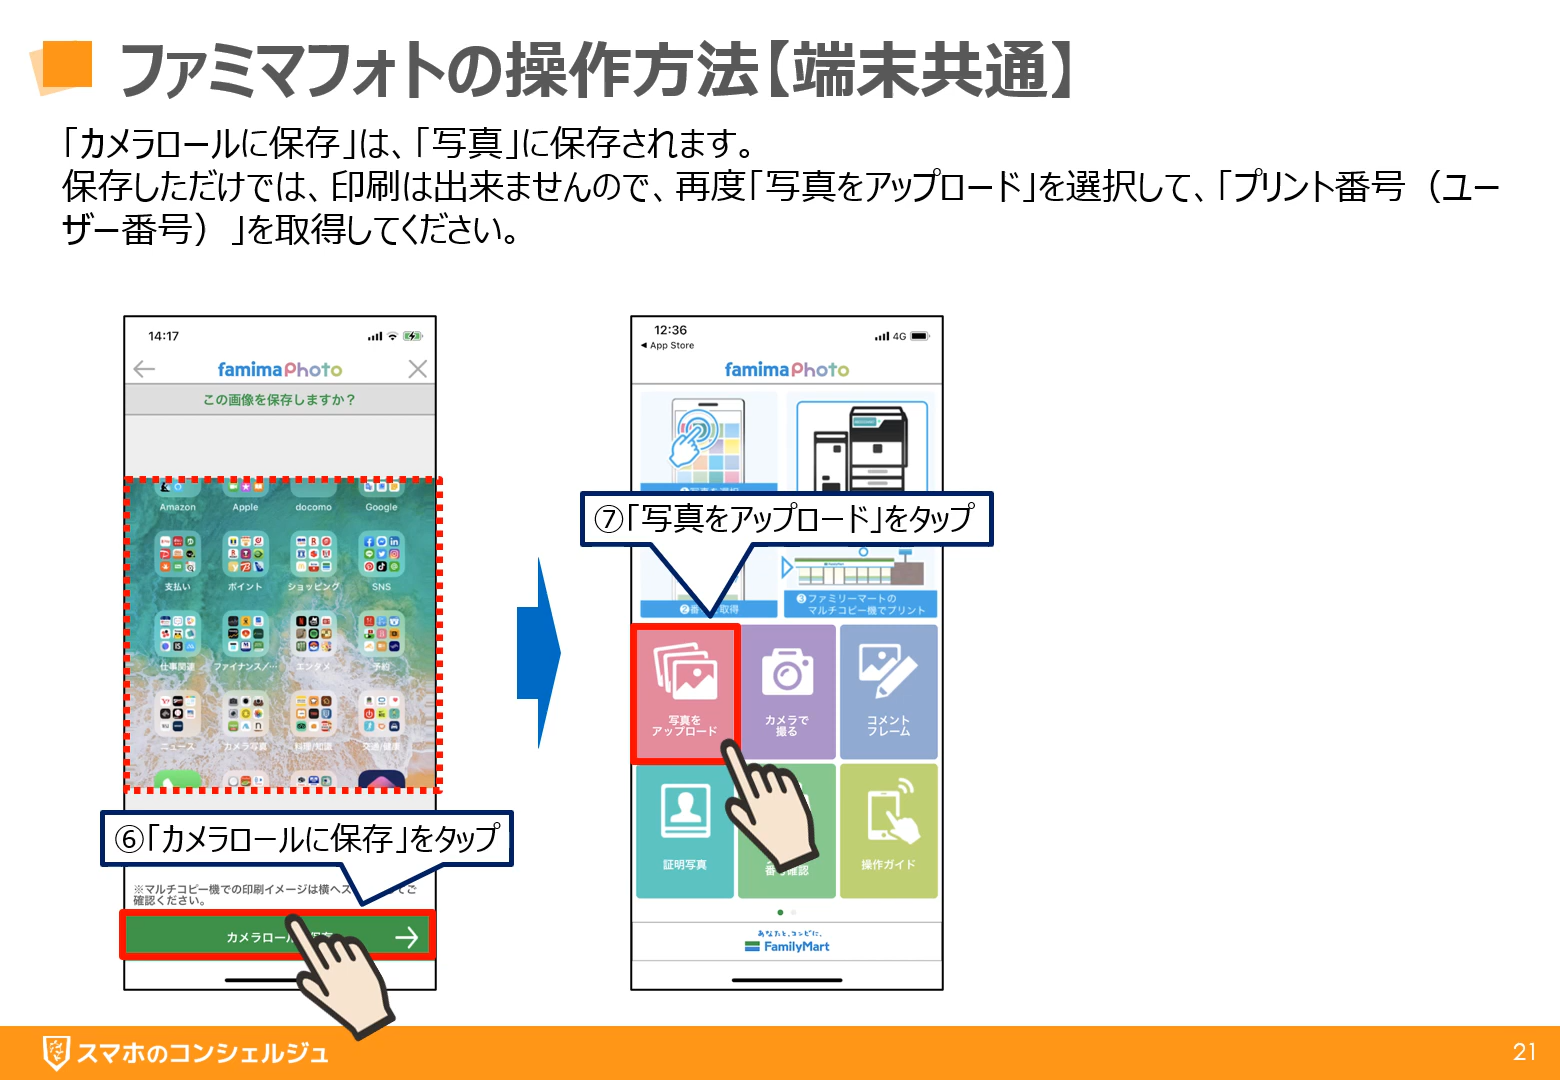 ファミマフォトの操作方法【端末共通】
「カメラロールに保存」は、「写真」に保存されます。
保存しただけでは、印刷は出来ませんので、再度「写真をアップロード」を選択して、「プリント番号（ユー
ザー番号）」を取得してください。
14:17
famimaPhoto
この画像を保存しますか？
Amazon
Apple
docomo
Google
支払い
ポイント
ショッピング
SNS
仕事関連
ファイナンス/…
エンタメ
予約
ニュース
カメラ写真
料理/知識
交通/健康
⑥「カメラロールに保存」をタップ
※マルチコピー機での印刷イメージは横へス
てご
確認ください。
カメラロール
保存
12:36
4G
◀ App Store
famimaPhoto
⑦「写真をアップロード」をタップ
❷番
取得
❸ファミリーマートの
マルチコピー機でプリント
写真を
アップロード
カメラで
撮る
コメント
フレーム
証明写真
番号確認
操作ガイド
あなたと、コンビに、
FamilyMart
スマホのコンシェルジュ
21